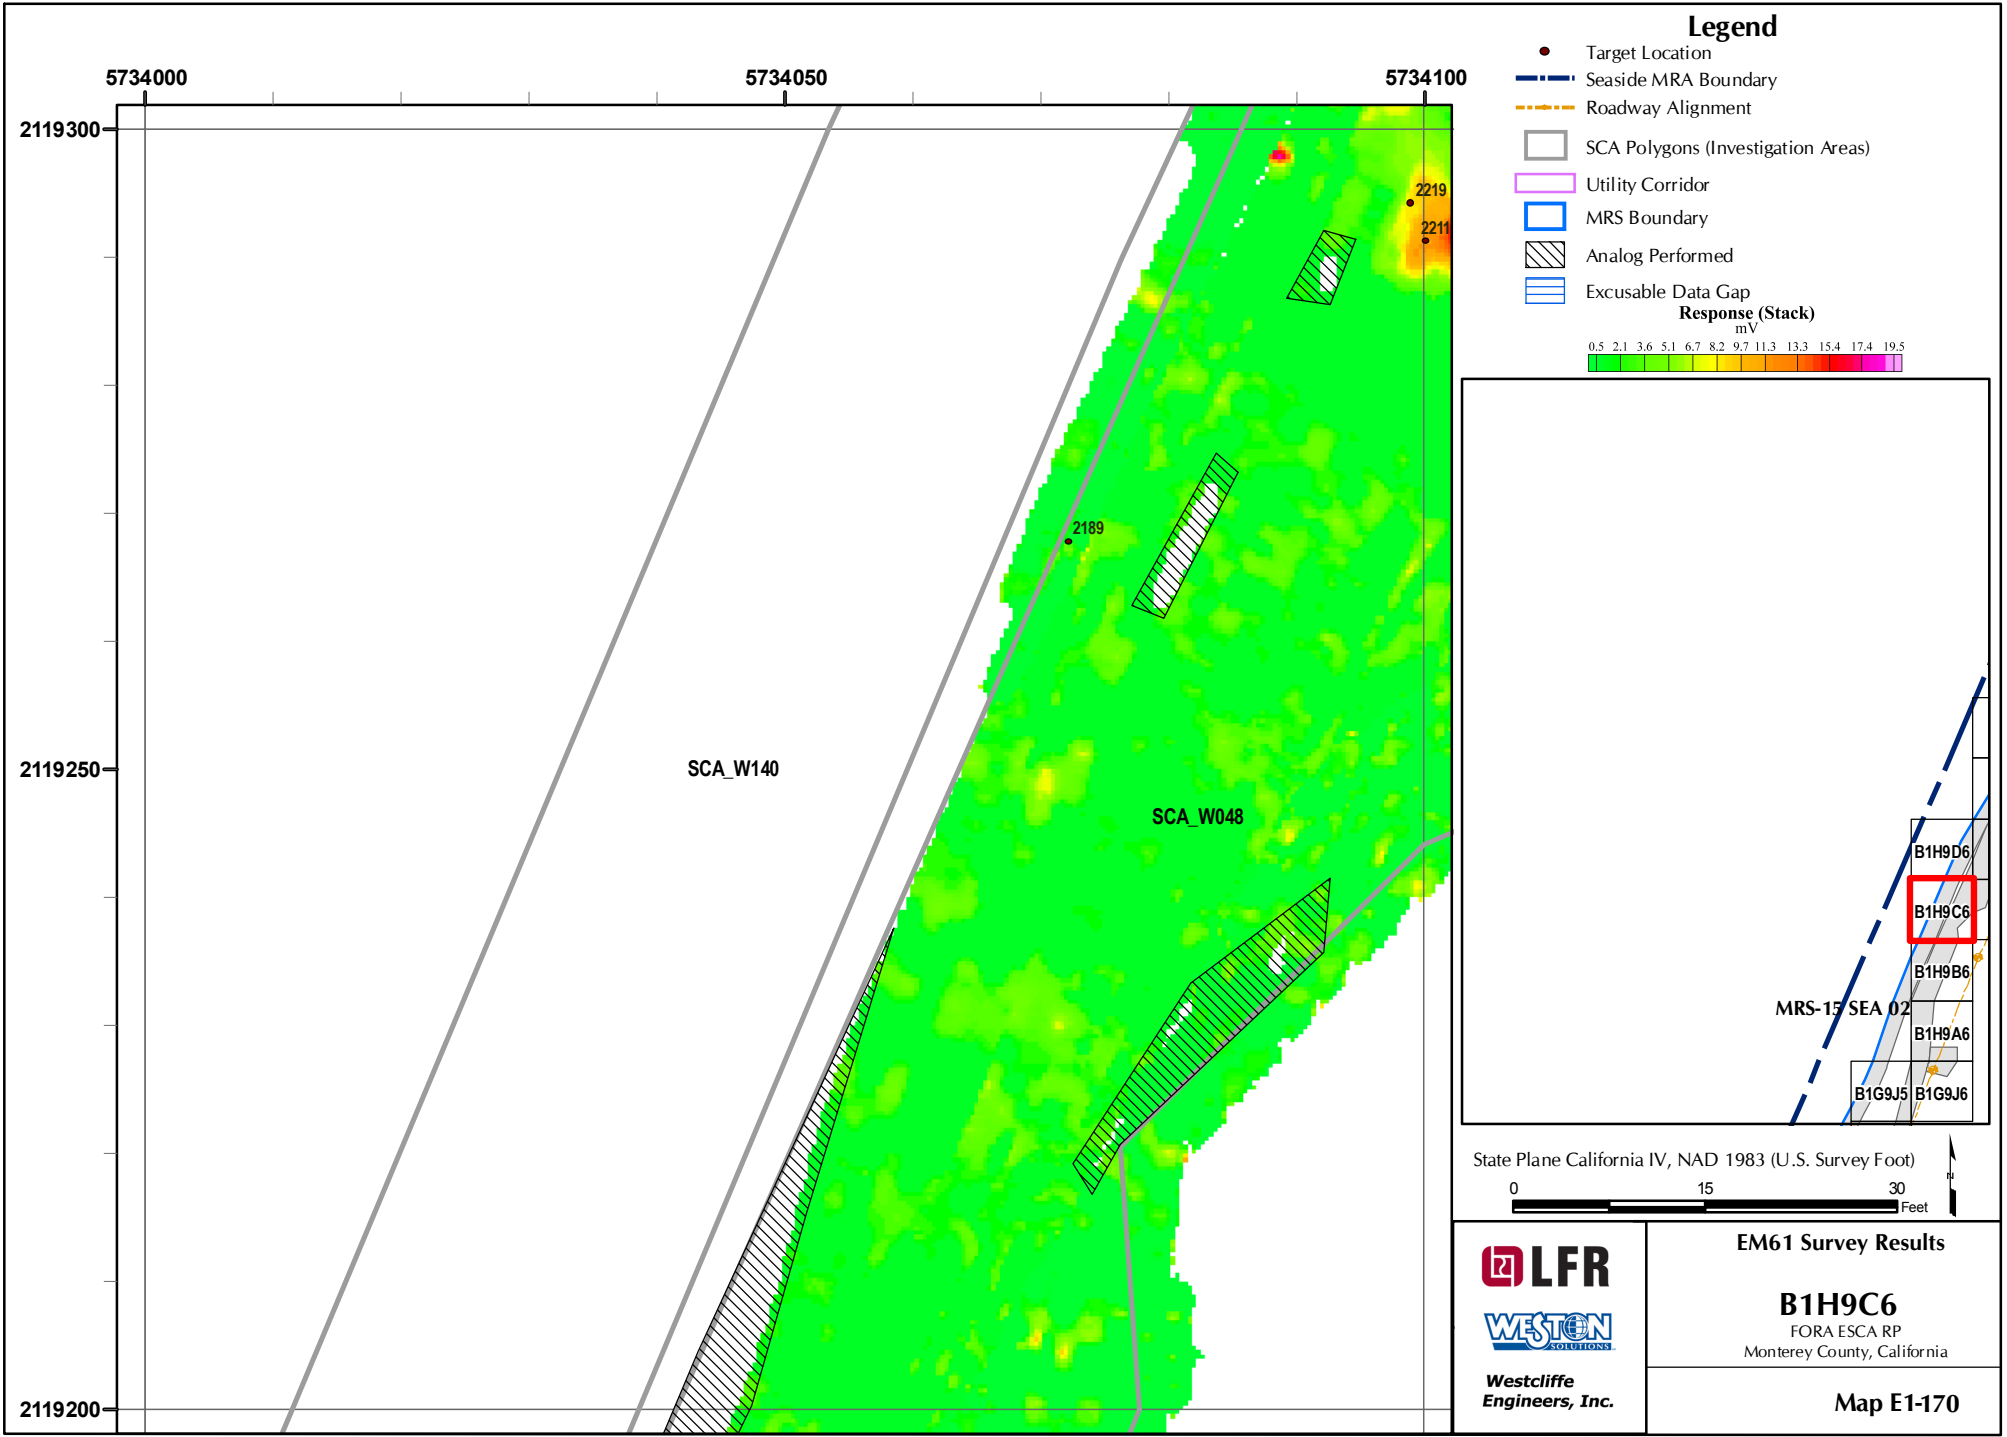 5734000
5734050
5734100
2119300
2119250
2119200
2219
2211
2189
SCA_W140
SCA_W048
Legend
Target Location
Seaside MRA Boundary
Roadway Alignment
SCA Polygons (Investigation Areas)
Utility Corridor
MRS Boundary
Analog Performed
Excusable Data Gap
Response (Stack)
mV
0.5 2.1 3.6 5.1 6.7 8.2 9.7 11.3 13.3 15.4 17.4 19.5
B1H9D6
B1H9C6
B1H9B6
MRS-15 SEA 02
B1H9A6
B1G9J5 B1G9J6
State Plane California IV, NAD 1983 (U.S. Survey Foot)
N
0 15 30
Feet
LFR
WESTON
SOLUTIONS
Westcliffe
Engineers, Inc.
EM61 Survey Results
B1H9C6
FORA ESCA RP
Monterey County, California
Map E1-170